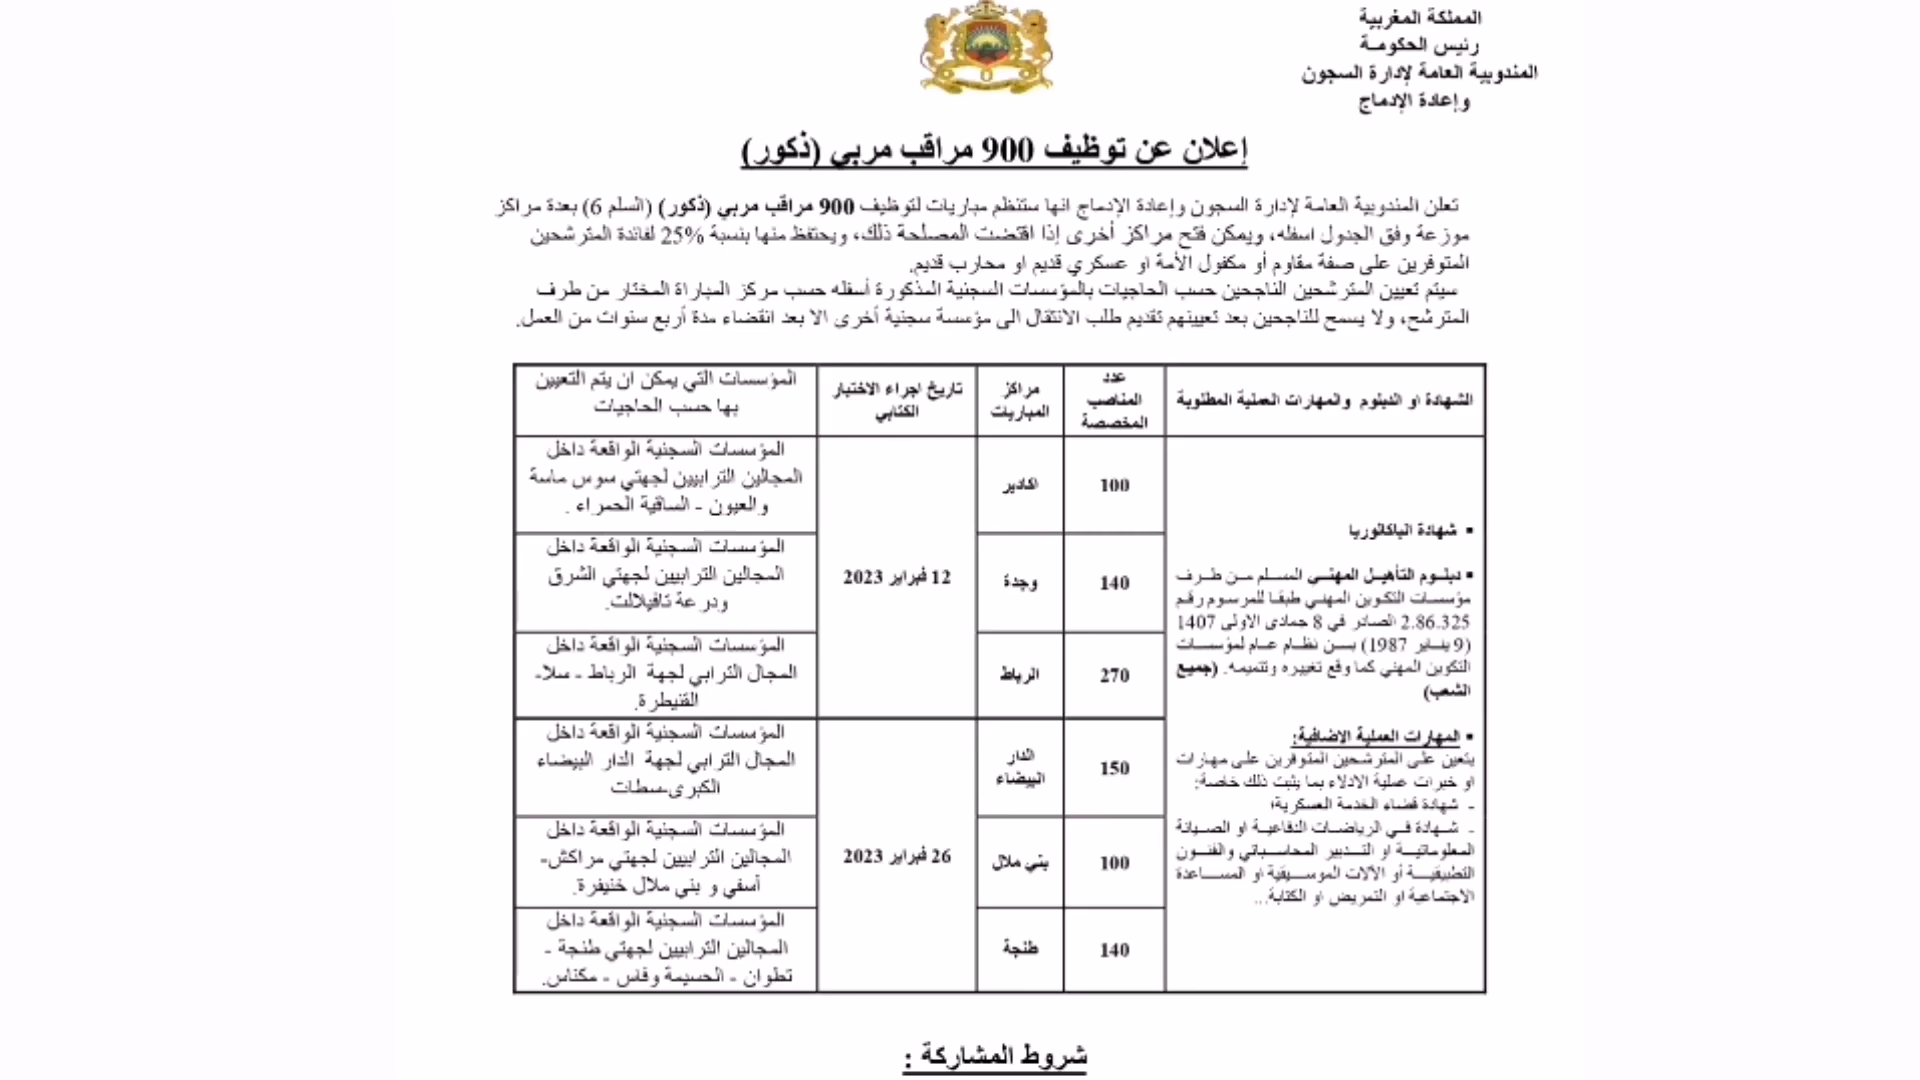 المملكة المغربية
رئيس الحكومة
المندوبية العامة لإدارة السجون
وإعادة الإدماج
إعلان عن توظيف 900 مراقب مربي (ذكور)
تعلن المندوبية العامة لإدارة السجون وإعادة الإدماج انها ستنظم مباريات لتوظيف 900 مراقب مربي (ذكور) (السلم 6) بعدة مراكز
موزعة وفق الجدول اسفله، ويمكن فتح مراكز أخرى إذا اقتضت المصلحة ذلك، ويحتفظ منها بنسبة 25% لفائدة المترشحين
المتوفرين على صفة مقاوم أو مكفول الأمة او عسكري قديم او محارب قديم.
سيتم تعيين المترشحين الناجحين حسب الحاجيات بالمؤسسات السجنية المذكورة أسفله حسب مركز المباراة المختار من طرف
المترشح، ولا يسمح للناجحين بعد تعيينهم تقديم طلب الانتقال الى مؤسسة سجنية أخرى الا بعد انقضاء مدة أربع سنوات من العمل.
الشهادة او الدبلوم والمهارات العملية المطلوبة
عدد
المناصب
المخصصة
مراكز
المباريات
تاريخ اجراء الاختبار
الكتابي
المؤسسات التي يمكن ان يتم التعيين
بها حسب الحاجيات
▪ شهادة الباكالوريا
▪ دبلوم التأهيل المهني المسلم من طرف
مؤسسات التكوين المهني طبقا للمرسوم رقم
2.86.325 الصادر في 8 جمادى الاولى 1407
(9 يناير 1987) بسن نظام عام لمؤسسات
التكوين المهني كما وقع تغييره وتتميمه. (جميع
الشعب)
▪ المهارات العملية الاضافية:
يتعين على المترشحين المتوفرين على مهارات
او خبرات عملية الادلاء بما يثبت ذلك خاصة:
- شهادة قضاء الخدمة العسكرية؛
- شهادة في الرياضات الدفاعية او الصيانة
المعلوماتية او التدبير المحاسباتي والفنون
التطبيقية أو الآلات الموسيقية او المساعدة
الاجتماعية او التمريض او الكتابة...
100
اكادير
12 فبراير 2023
المؤسسات السجنية الواقعة داخل
المجالين الترابيين لجهتي سوس ماسة
والعيون - الساقية الحمراء .
140
وجدة
المؤسسات السجنية الواقعة داخل
المجالين الترابيين لجهتي الشرق
ودرعة تافيلالت.
270
الرباط
المؤسسات السجنية الواقعة داخل
المجال الترابي لجهة الرباط - سلا-
القنيطرة.
150
الدار
البيضاء
26 فبراير 2023
المؤسسات السجنية الواقعة داخل
المجال الترابي لجهة الدار البيضاء
الكبرى-سطات
100
بني ملال
المؤسسات السجنية الواقعة داخل
المجالين الترابيين لجهتي مراكش-
أسفي و بني ملال خنيفرة.
140
طنجة
المؤسسات السجنية الواقعة داخل
المجالين الترابيين لجهتي طنجة -
تطوان - الحسيمة وفاس - مكناس.
شروط المشاركة :